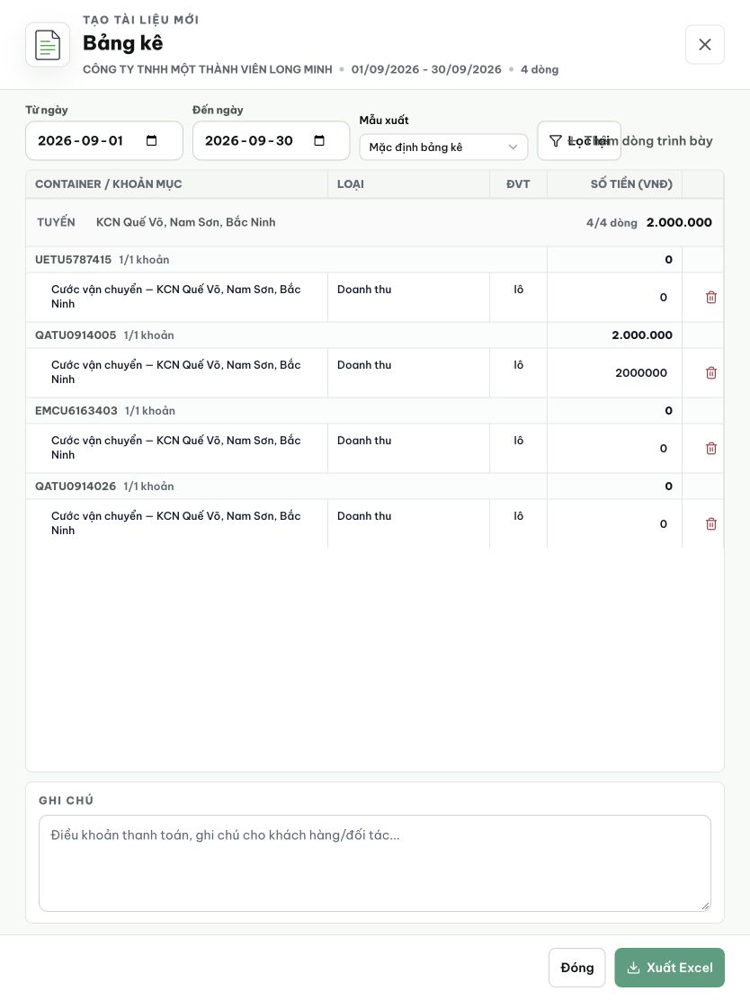 TẠO TÀI LIỆU MỚI
Bảng kê
CÔNG TY TNHH MỘT THÀNH VIÊN LONG MINH • 01/09/2026 - 30/09/2026 • 4 dòng
Từ ngày
Đến ngày
Mẫu xuất
2026-09-01
2026-09-30
Mặc định bảng kê
Lọc lại
Thêm dòng trình bày
CONTAINER / KHOẢN MỤC LOẠI ĐVT SỐ TIỀN (VNĐ)
TUYẾN KCN Quế Võ, Nam Sơn, Bắc Ninh 4/4 dòng 2.000.000
UETU5787415 1/1 khoản 0
Cước vận chuyển — KCN Quế Võ, Nam Sơn, Bắc Doanh thu lô 0
Ninh
QATU0914005 1/1 khoản 2.000.000
Cước vận chuyển — KCN Quế Võ, Nam Sơn, Bắc Doanh thu lô 2000000
Ninh
EMCU6163403 1/1 khoản 0
Cước vận chuyển — KCN Quế Võ, Nam Sơn, Bắc Doanh thu lô 0
Ninh
QATU0914026 1/1 khoản 0
Cước vận chuyển — KCN Quế Võ, Nam Sơn, Bắc Doanh thu lô 0
Ninh
GHI CHÚ
Điều khoản thanh toán, ghi chú cho khách hàng/đối tác...
Đóng
Xuất Excel